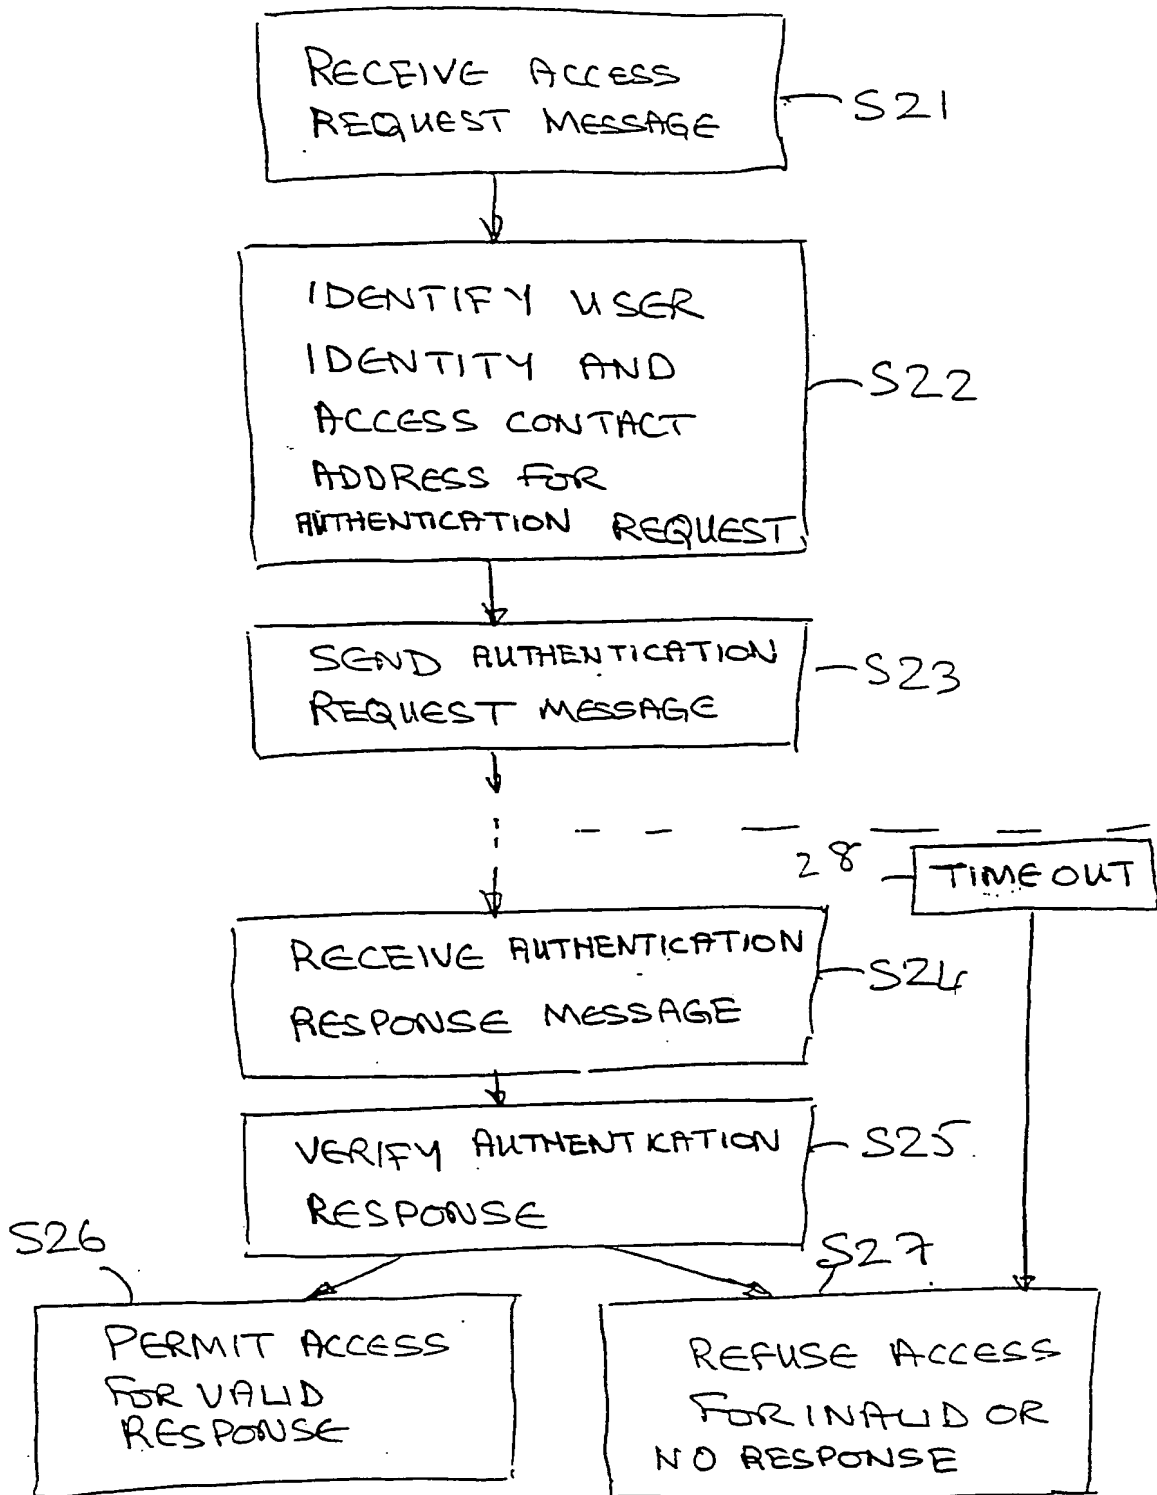 RECEIVE ACCESS
REQUEST MESSAGE
S21
IDENTIFY USER
IDENTITY AND
ACCESS CONTACT
ADDRESS FOR
AUTHENTICATION REQUEST
S22
SEND AUTHENTICATION
REQUEST MESSAGE
S23
28
TIMEOUT
RECEIVE AUTHENTICATION
RESPONSE MESSAGE
S24
VERIFY AUTHENTICATION
RESPONSE
S25
S26
S27
PERMIT ACCESS
FOR VALID
RESPONSE
REFUSE ACCESS
FOR INALID OR
NO RESPONSE